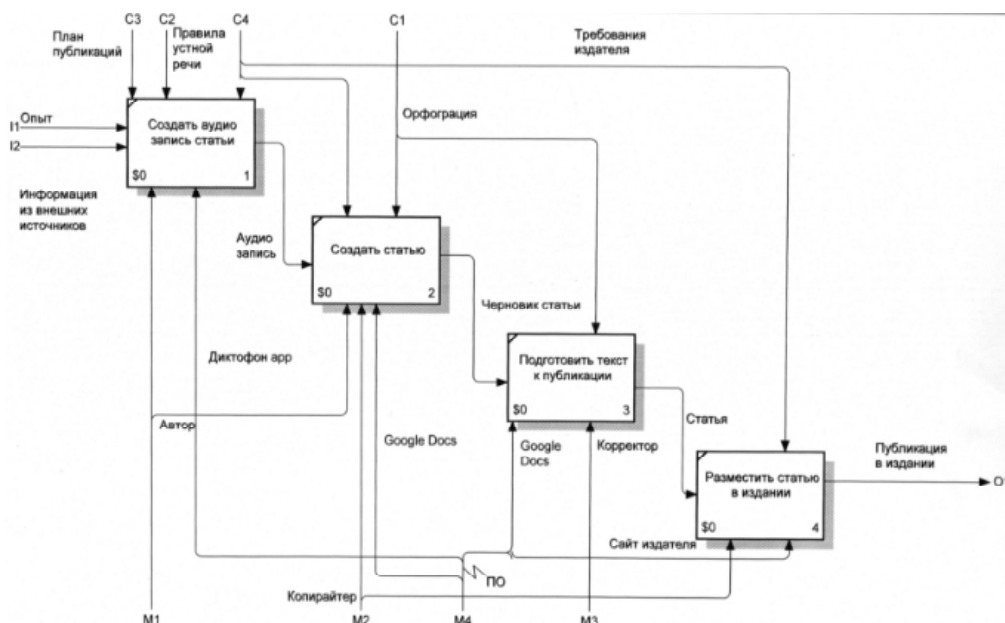 C3
C2
C4
C1
План
публикаций
Правила
устной
речи
Требования
издателя
I1
Опыт
I2
Создать аудио
запись статьи
$0
1
Орфограция
Информация
из внешних
источников
Аудио
запись
Создать статью
$0
2
Черновик статьи
Диктофон app
Подготовить текст
к публикации
$0
3
Автор
Google Docs
Google
Docs
Корректор
Статья
Публикация
в издании
Разместить статью
в издании
$0
4
Сайт издателя
ПО
Копирайтер
M1
M2
M4
M3